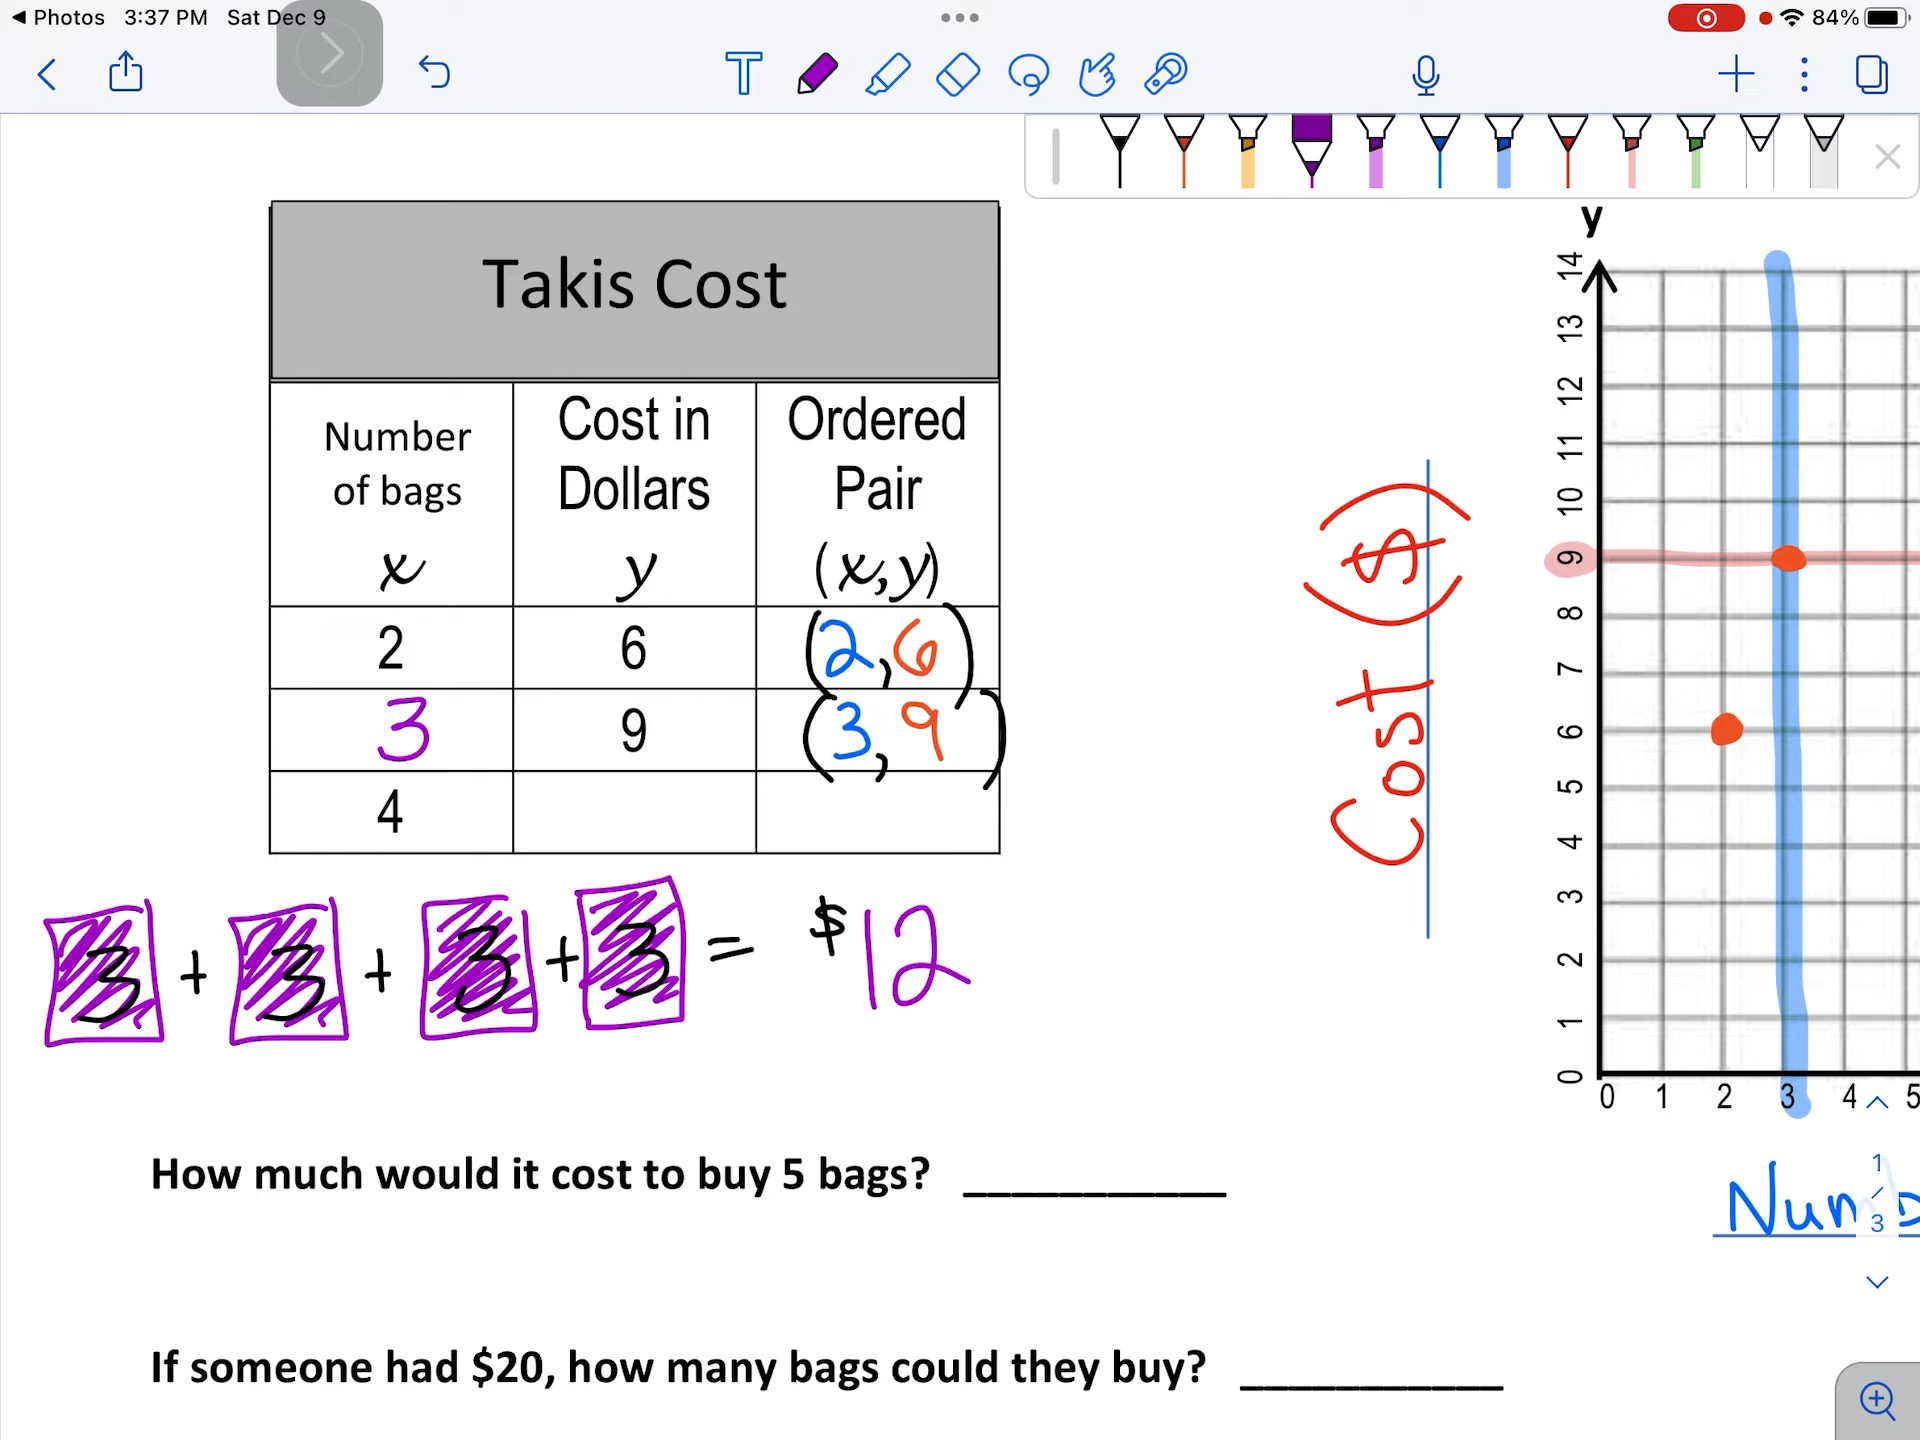 Photos 3:37 PM Sat Dec 9
84%
T
Takis Cost
Number of bags x
Cost in Dollars y
Ordered Pair (x,y)
2 6 (2,6)
3 9 (3,9)
4
3 + 3 + 3 + 3 = $12
Cost ($)
y
14
13
12
11
10
9
8
7
6
5
4
3
2
1
0
0 1 2 3 4 5
How much would it cost to buy 5 bags? ___________
If someone had $20, how many bags could they buy? ___________
1
/
3